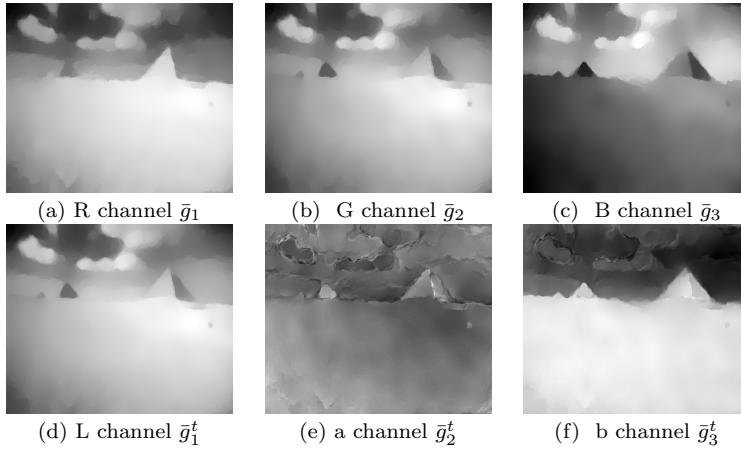 (a) R channel ḡ₁
(b) G channel ḡ₂
(c) B channel ḡ₃
(d) L channel ḡ₁ᵗ
(e) a channel ḡ₂ᵗ
(f) b channel ḡ₃ᵗ